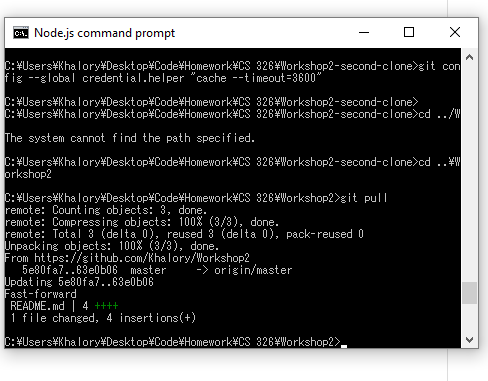 Node.js command prompt
C:¥Users¥Khalory¥Desktop¥Code¥Homework¥CS 326¥Workshop2-second-clone>git con
fig --global credential.helper "cache --timeout=3600"
C:¥Users¥Khalory¥Desktop¥Code¥Homework¥CS 326¥Workshop2-second-clone>
C:¥Users¥Khalory¥Desktop¥Code¥Homework¥CS 326¥Workshop2-second-clone>cd ../W
The system cannot find the path specified.
C:¥Users¥Khalory¥Desktop¥Code¥Homework¥CS 326¥Workshop2-second-clone>cd ..¥W
orkshop2
C:¥Users¥Khalory¥Desktop¥Code¥Homework¥CS 326¥Workshop2>git pull
remote: Counting objects: 3, done.
remote: Compressing objects: 100% (3/3), done.
remote: Total 3 (delta 0), reused 3 (delta 0), pack-reused 0
Unpacking objects: 100% (3/3), done.
From https://github.com/Khalory/Workshop2
   5e80fa7..63e0b06  master     -> origin/master
Updating 5e80fa7..63e0b06
Fast-forward
 README.md | 4 ++++
 1 file changed, 4 insertions(+)
C:¥Users¥Khalory¥Desktop¥Code¥Homework¥CS 326¥Workshop2>